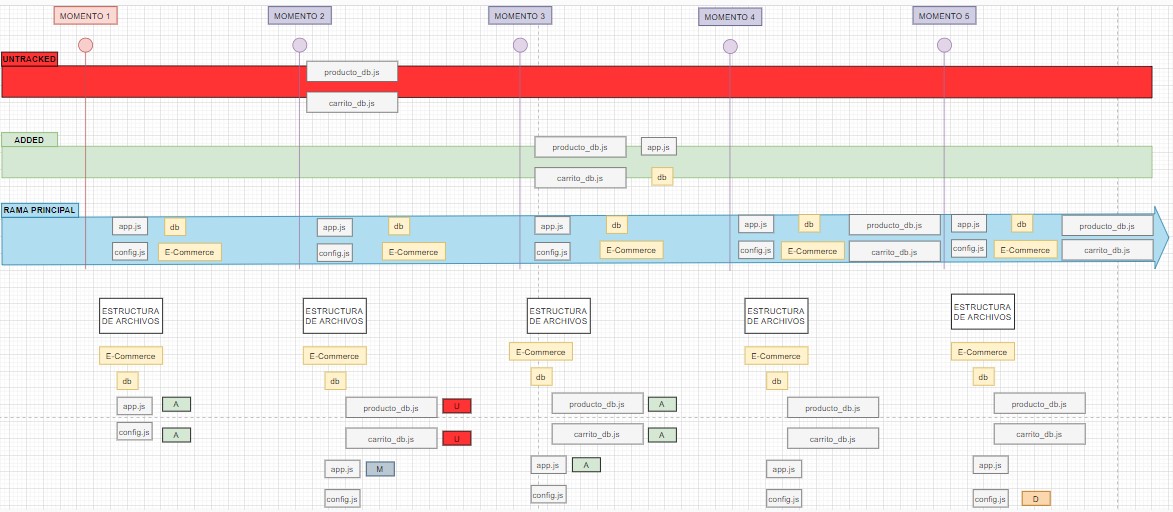 MOMENTO 1
MOMENTO 2
MOMENTO 3
MOMENTO 4
MOMENTO 5
UNTRACKED
producto_db.js
carrito_db.js
ADDED
producto_db.js
app.js
carrito_db.js
db
RAMA PRINCIPAL
app.js
db
config.js
E-Commerce
app.js
db
config.js
E-Commerce
app.js
db
config.js
E-Commerce
app.js
db
producto_db.js
config.js
E-Commerce
carrito_db.js
app.js
db
producto_db.js
config.js
E-Commerce
carrito_db.js
ESTRUCTURA
DE ARCHIVOS
E-Commerce
db
app.js
A
config.js
A
ESTRUCTURA
DE ARCHIVOS
E-Commerce
db
producto_db.js
U
carrito_db.js
U
app.js
M
config.js
ESTRUCTURA
DE ARCHIVOS
E-Commerce
db
producto_db.js
A
carrito_db.js
A
app.js
A
config.js
ESTRUCTURA
DE ARCHIVOS
E-Commerce
db
producto_db.js
carrito_db.js
app.js
config.js
ESTRUCTURA
DE ARCHIVOS
E-Commerce
db
producto_db.js
carrito_db.js
app.js
config.js
D